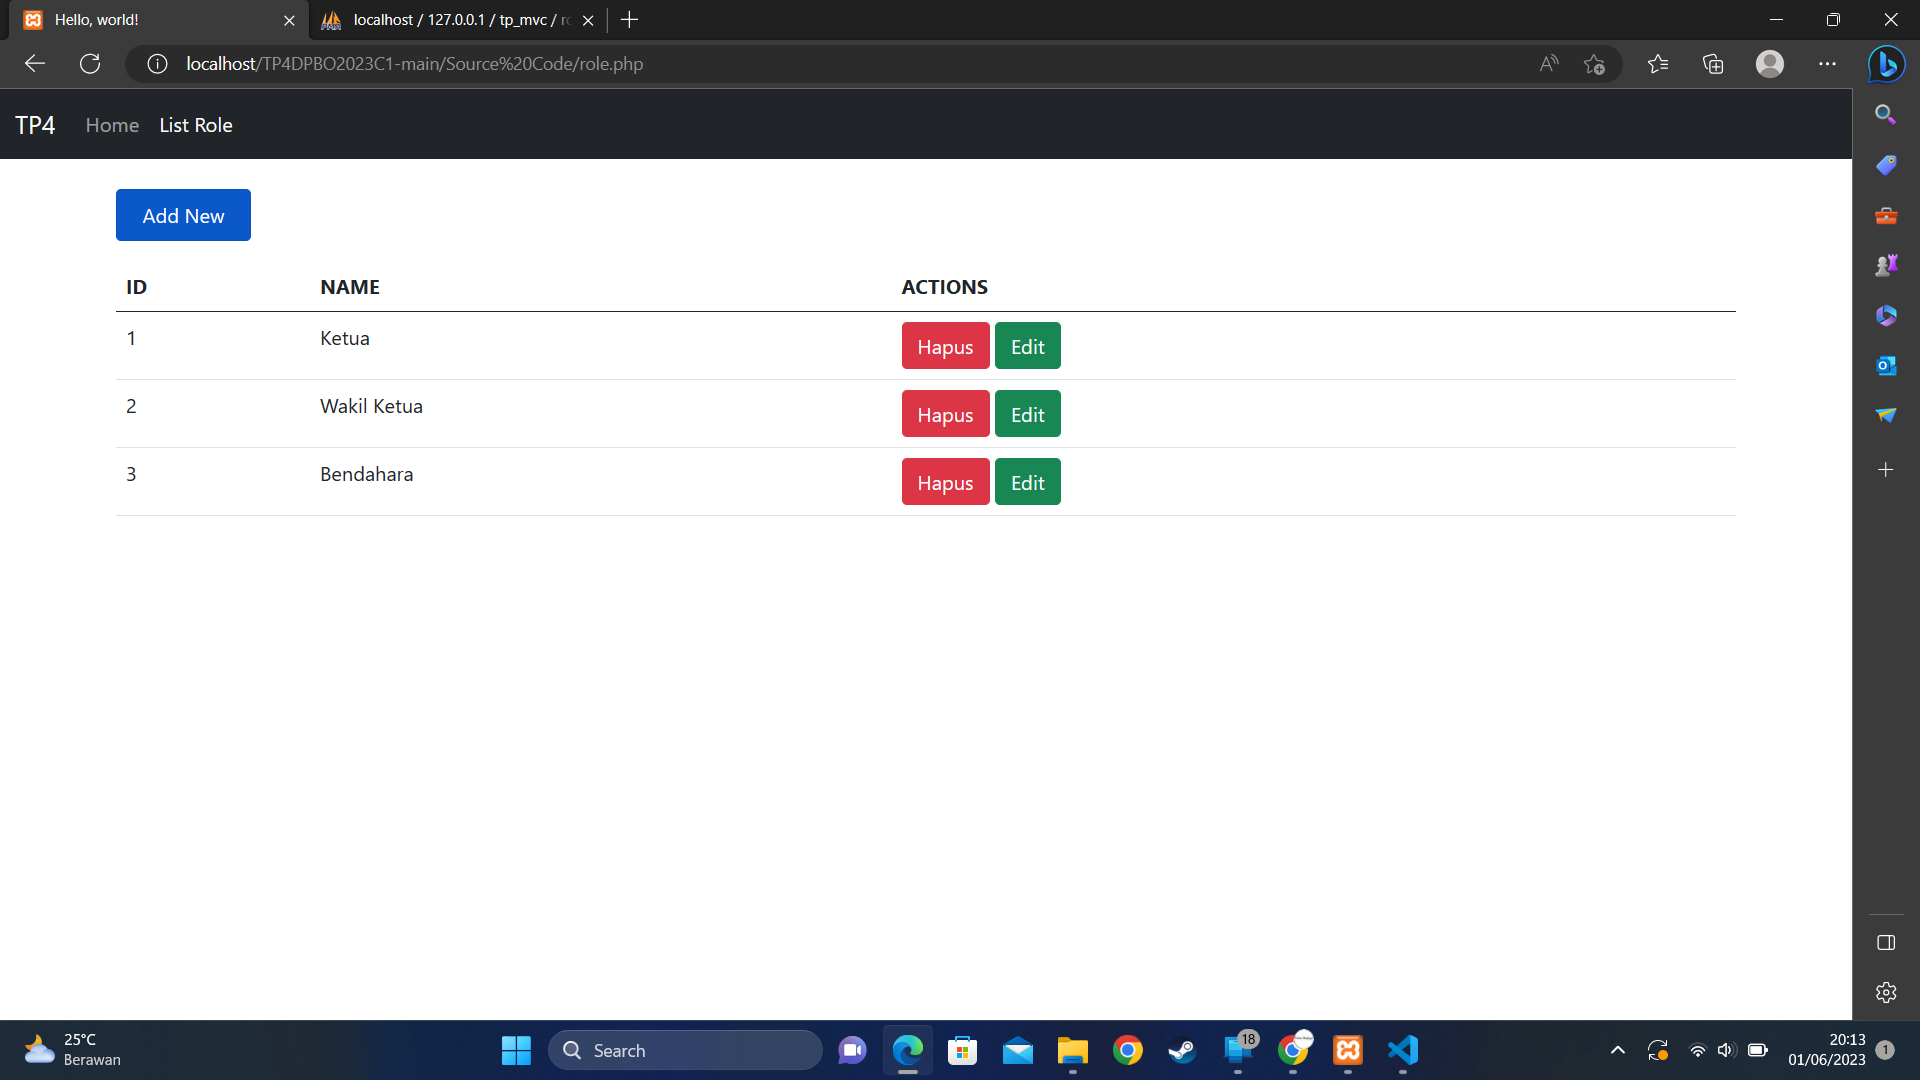 Hello, world!
localhost / 127.0.0.1 / tp_mvc / ro
localhost/TP4DPBO2023C1-main/Source%20Code/role.php
TP4 Home List Role
Add New
ID NAME ACTIONS
1 Ketua Hapus Edit
2 Wakil Ketua Hapus Edit
3 Bendahara Hapus Edit
25°C
Berawan
Search
18
20:13
01/06/2023
1